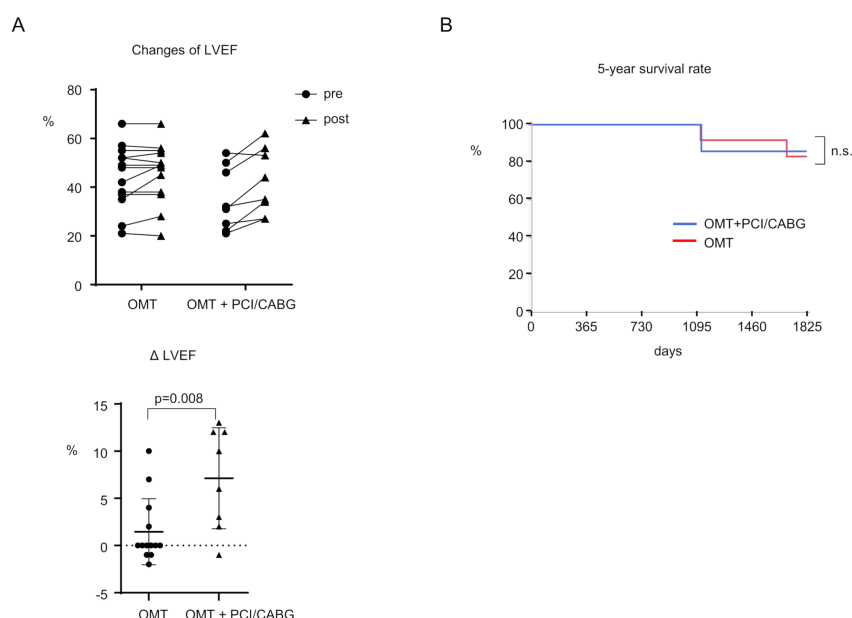 A
Changes of LVEF
80
60
40
20
0
%
pre
post
OMT
OMT + PCI/CABG
Δ LVEF
p=0.008
15
10
5
0
-5
%
OMT
OMT + PCI/CABG
B
5-year survival rate
100
80
60
40
20
0
%
n.s.
OMT+PCI/CABG
OMT
0 365 730 1095 1460 1825
days